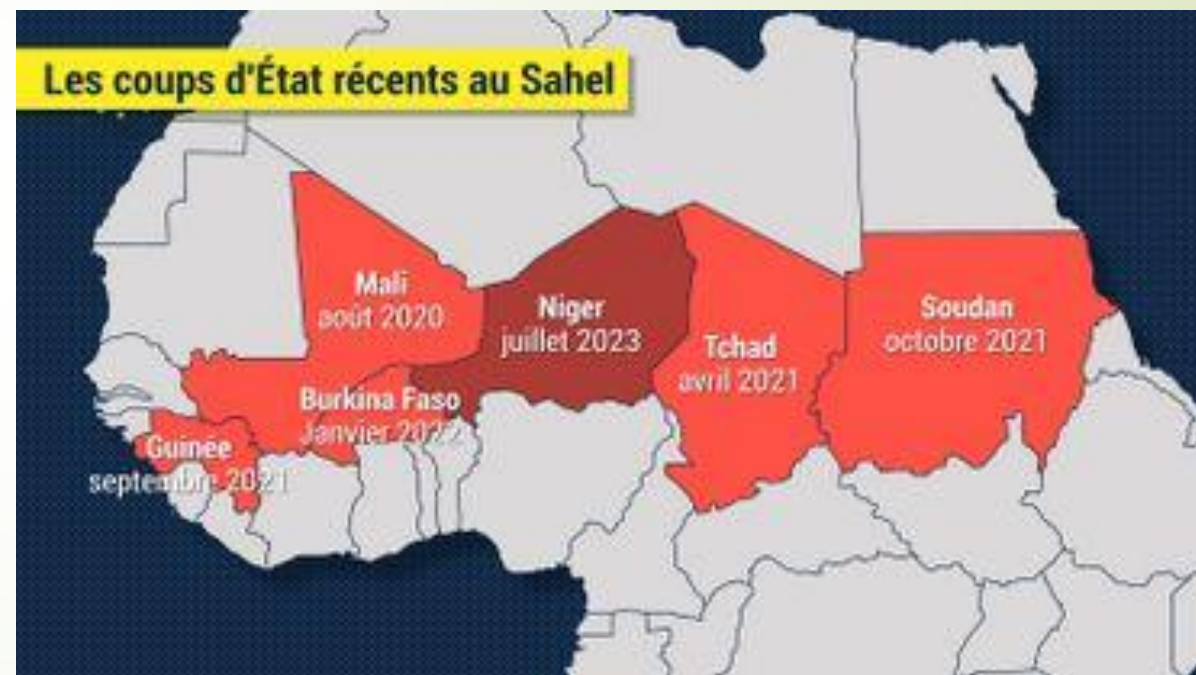 Les coups d'État récents au Sahel
Mali
août 2020
Niger
juillet 2023
Soudan
octobre 2021
Tchad
avril 2021
Burkina Faso
Janvier 2022
Guinée
septembre 2021